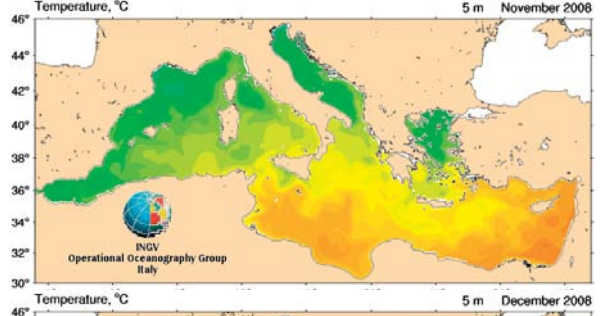 Temperature, °C 5 m November 2008
46°
44°
42°
40°
38°
36°
34°
32°
30°
INGV
Operational Oceanography Group
Italy
Temperature, °C 5 m December 2008
46°